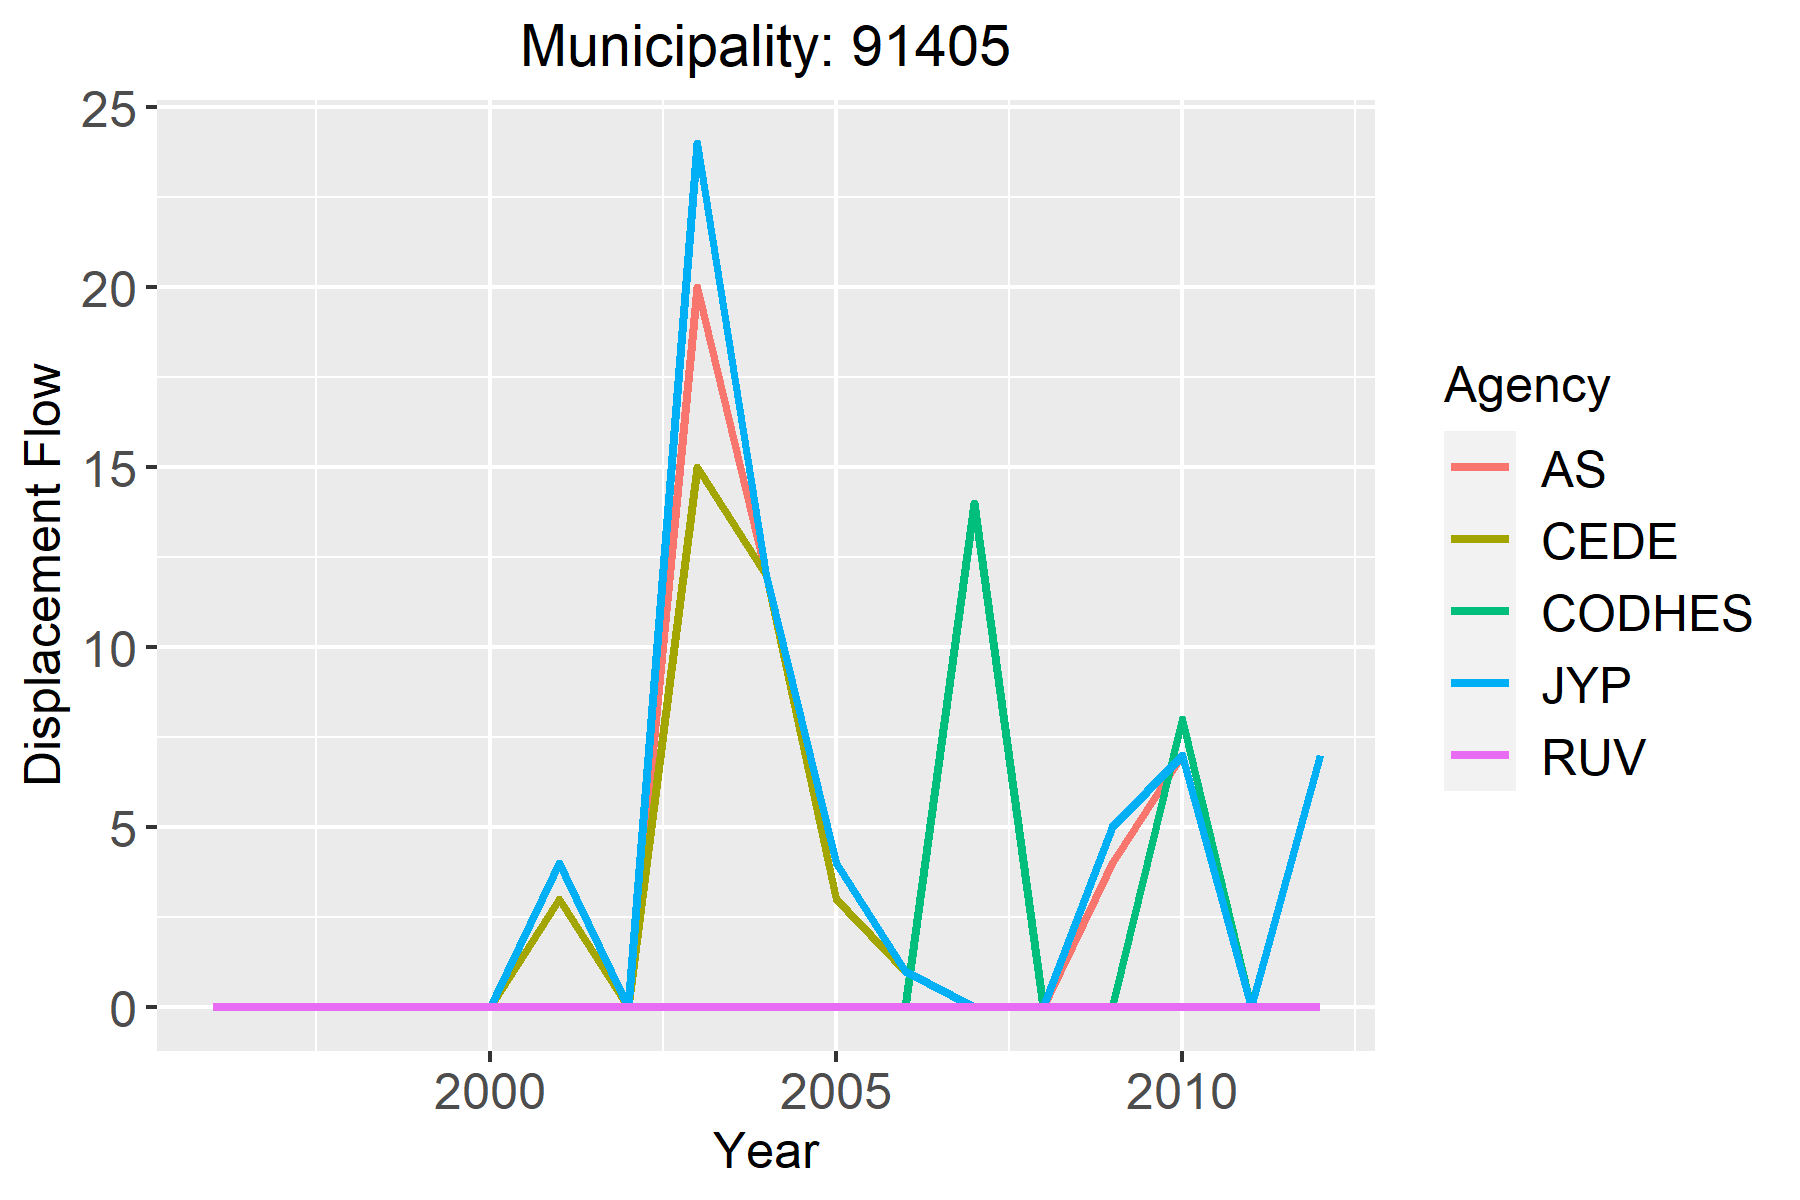 Municipality: 91405
25
20
15
10
5
0
Displacement Flow
2000 2005 2010
Year
Agency
AS
CEDE
CODHES
JYP
RUV